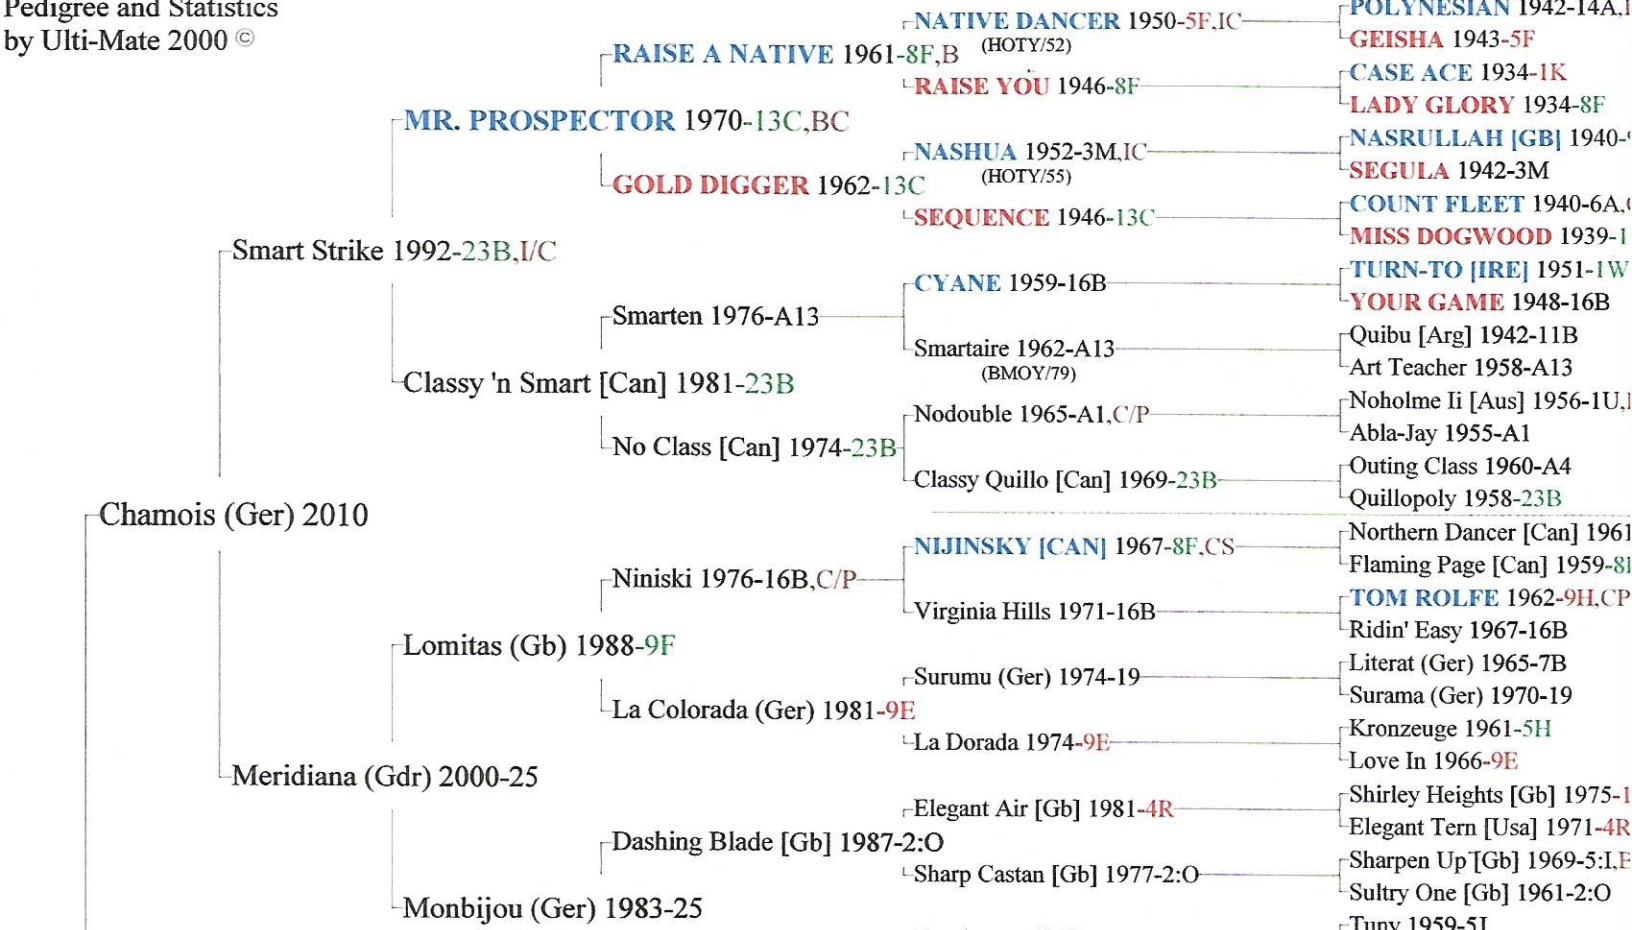 Pedigree and Statistics
by Ulti-Mate 2000 ©
NATIVE DANCER 1950-5F,IC
(HOTY/52)
POLYNESIAN 1942-14A,
GEISHA 1943-5F
RAISE A NATIVE 1961-8F,B
RAISE YOU 1946-8F
CASE ACE 1934-1K
LADY GLORY 1934-8F
MR. PROSPECTOR 1970-13C,BC
NASHUA 1952-3M,IC
(HOTY/55)
NASRULLAH [GB] 1940-
SEGULA 1942-3M
GOLD DIGGER 1962-13C
SEQUENCE 1946-13C
COUNT FLEET 1940-6A,
MISS DOGWOOD 1939-1
Smart Strike 1992-23B,I/C
CYANE 1959-16B
TURN-TO [IRE] 1951-1W
YOUR GAME 1948-16B
Smarten 1976-A13
Smartaire 1962-A13
(BMOY/79)
Quibu [Arg] 1942-11B
Art Teacher 1958-A13
Classy 'n Smart [Can] 1981-23B
Nodouble 1965-A1,C/P
Noholme Ii [Aus] 1956-1U,
Abla-Jay 1955-A1
No Class [Can] 1974-23B
Classy Quillo [Can] 1969-23B
Outing Class 1960-A4
Quillopoly 1958-23B
Chamois (Ger) 2010
NIJINSKY [CAN] 1967-8F,CS
Northern Dancer [Can] 1961
Flaming Page [Can] 1959-8
Niniski 1976-16B,C/P
Virginia Hills 1971-16B
TOM ROLFE 1962-9H,CP
Ridin' Easy 1967-16B
Lomitas (Gb) 1988-9F
Surumu (Ger) 1974-19
Literat (Ger) 1965-7B
Surama (Ger) 1970-19
La Colorada (Ger) 1981-9E
La Dorada 1974-9E
Kronzeuge 1961-5H
Love In 1966-9E
Meridiana (Gdr) 2000-25
Elegant Air [Gb] 1981-4R
Shirley Heights [Gb] 1975-1
Elegant Tern [Usa] 1971-4R
Dashing Blade [Gb] 1987-2:O
Sharp Castan [Gb] 1977-2:O
Sharpen Up [Gb] 1969-5:I,
Sultry One [Gb] 1961-2:O
Monbijou (Ger) 1983-25
Tuny 1959-5